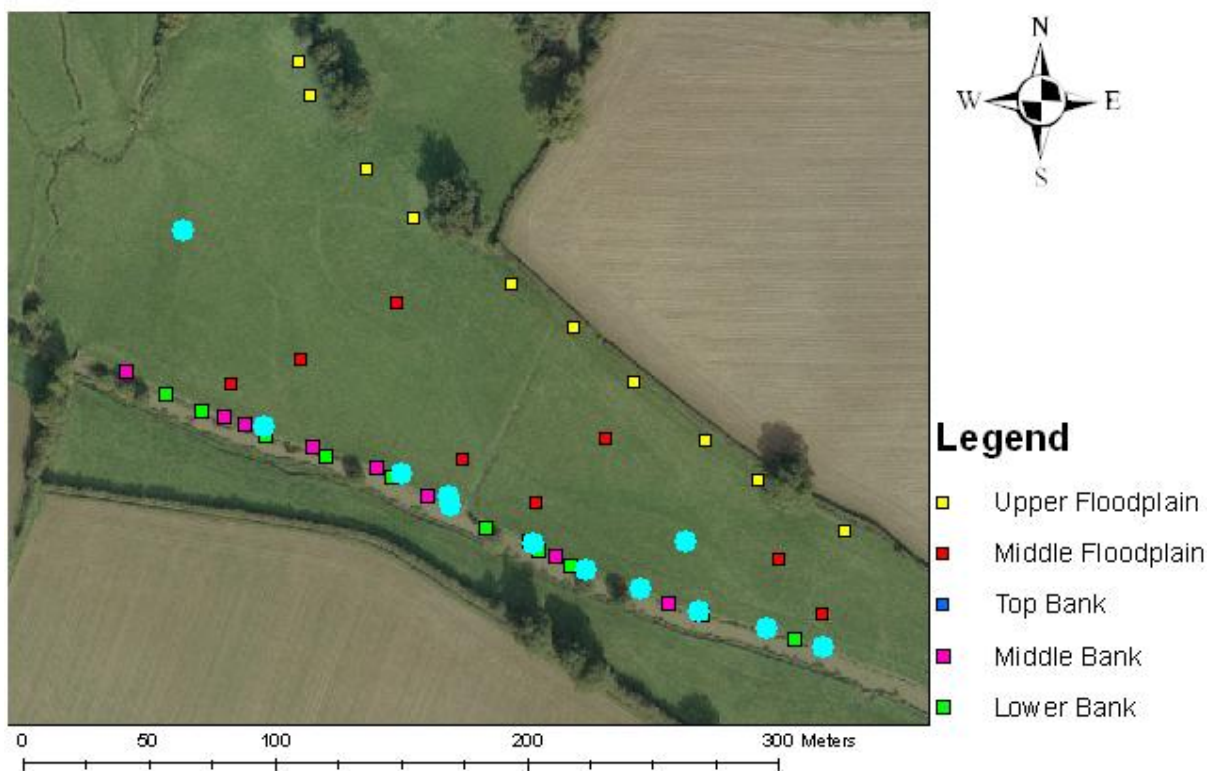 N
W E
S
Legend
Upper Floodplain
Middle Floodplain
Top Bank
Middle Bank
Lower Bank
0 50 100 200 300 Meters